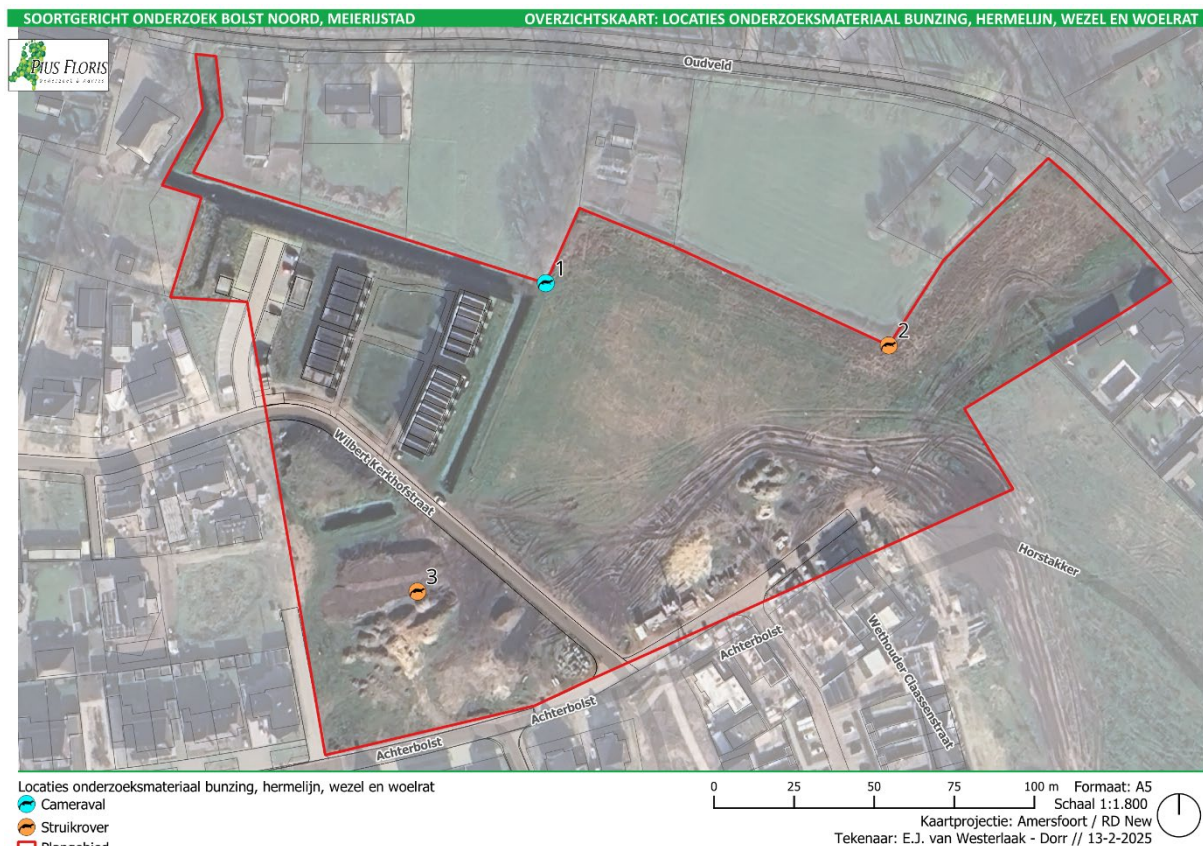 SOORTGERICHT ONDERZOEK BOLST NOORD, MEIERIJSTAD
OVERZICHTSKAART: LOCATIES ONDERZOEKSMATERIAAL BUNZING, HERMELIJN, WEZEL EN WOELRAT
PIUS FLORIS
Oudveld
1
2
Wilbert Kerkhofstraat
3
Horstakker
Achterbolst
Wethouder Claassenstraat
Achterbolst
Achterbolst
Locaties onderzoeksmateriaal bunzing, hermelijn, wezel en woelrat
Cameraval
Struikrover
Plangebied
0 25 50 75 100 m
Formaat: A5
Schaal 1:1.800
Kaartprojectie: Amersfoort / RD New
Tekenaar: E.J. van Westerlaak - Dorr // 13-2-2025